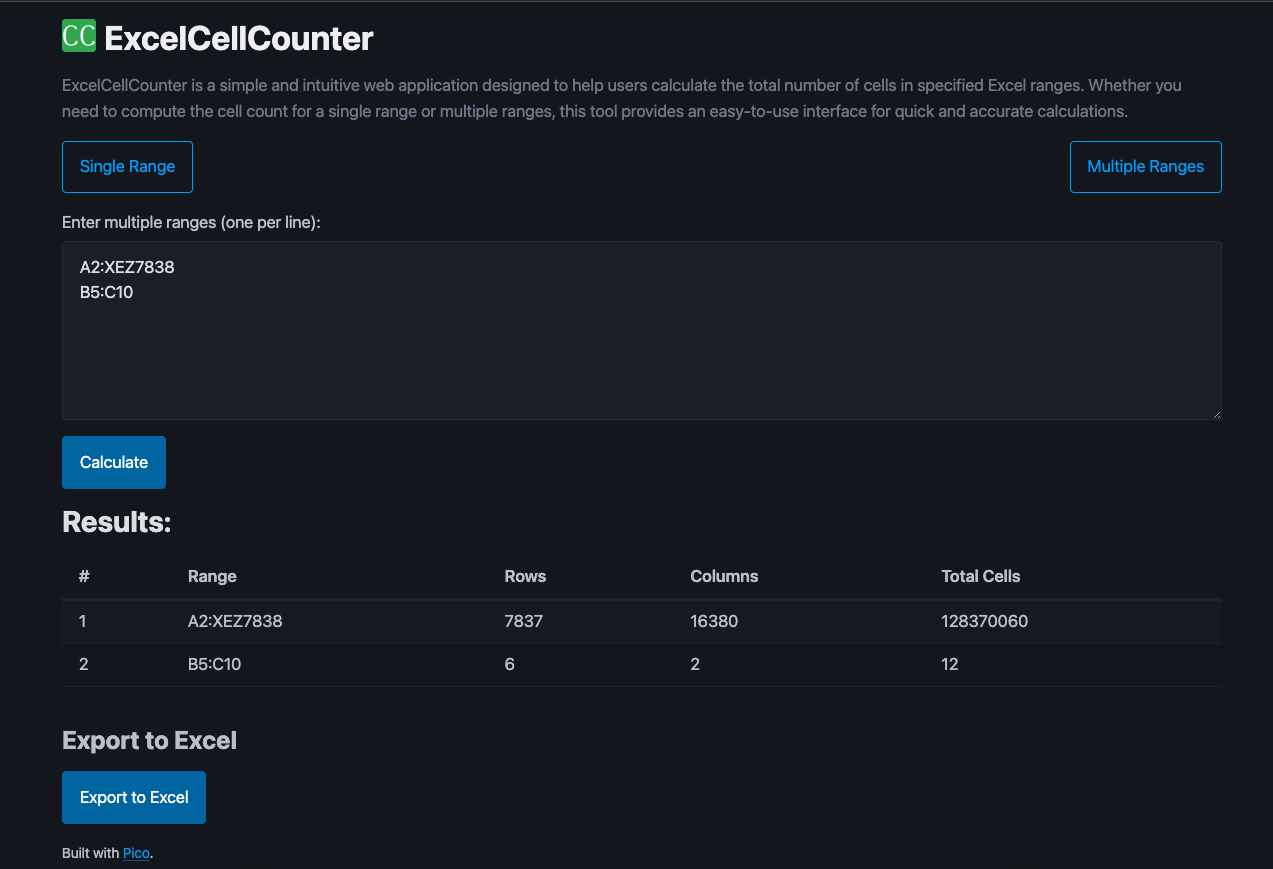 CC ExcelCellCounter
ExcelCellCounter is a simple and intuitive web application designed to help users calculate the total number of cells in specified Excel ranges. Whether you
need to compute the cell count for a single range or multiple ranges, this tool provides an easy-to-use interface for quick and accurate calculations.
Single Range Multiple Ranges
Enter multiple ranges (one per line):
A2:XEZ7838
B5:C10
Calculate
Results:
# Range Rows Columns Total Cells
1 A2:XEZ7838 7837 16380 128370060
2 B5:C10 6 2 12
Export to Excel
Export to Excel
Built with Pico.